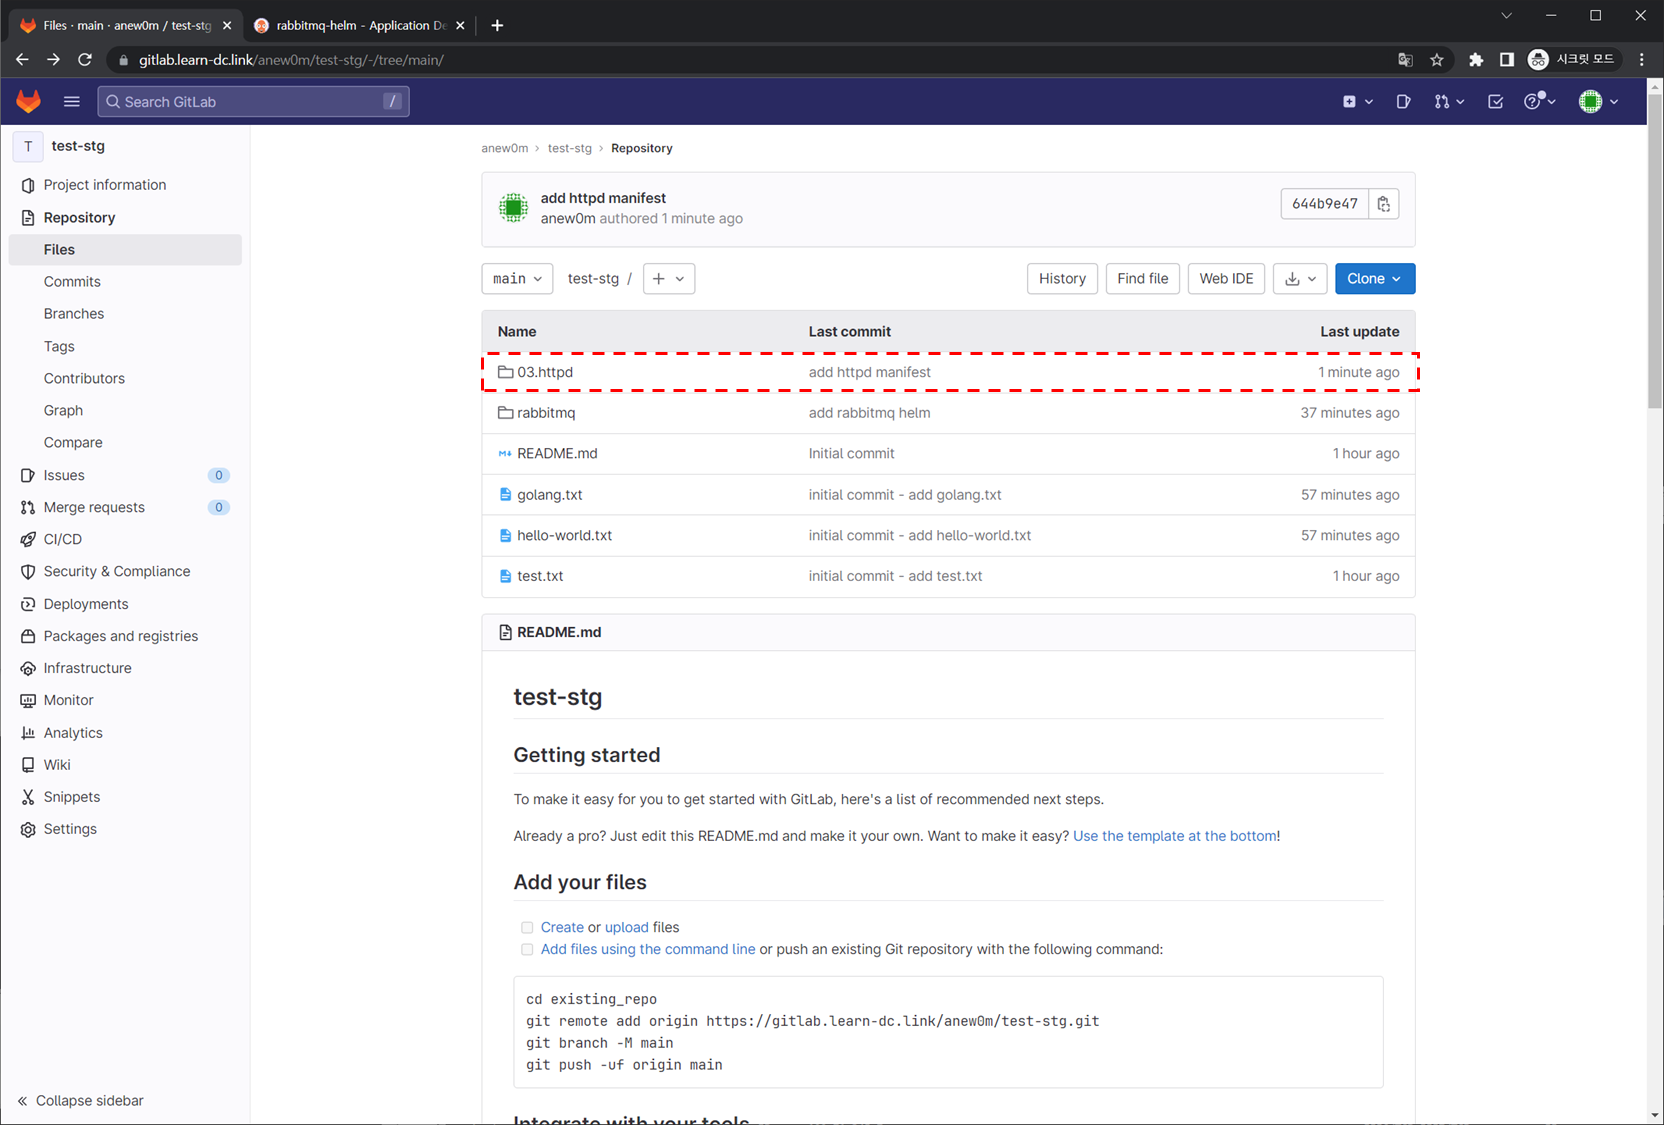 Files · main · anew0m / test-stg
rabbitmq-helm - Application De
gitlab.learn-dc.link/anew0m/test-stg/-/tree/main/
시크릿 모드
Search GitLab
/
T test-stg
Project information
Repository
Files
Commits
Branches
Tags
Contributors
Graph
Compare
Issues 0
Merge requests 0
CI/CD
Security & Compliance
Deployments
Packages and registries
Infrastructure
Monitor
Analytics
Wiki
Snippets
Settings
Collapse sidebar
anew0m › test-stg › Repository
add httpd manifest
anew0m authored 1 minute ago
644b9e47
main
test-stg /
History
Find file
Web IDE
Clone
Name Last commit Last update
03.httpd add httpd manifest 1 minute ago
rabbitmq add rabbitmq helm 37 minutes ago
README.md Initial commit 1 hour ago
golang.txt initial commit - add golang.txt 57 minutes ago
hello-world.txt initial commit - add hello-world.txt 57 minutes ago
test.txt initial commit - add test.txt 1 hour ago
README.md
test-stg
Getting started
To make it easy for you to get started with GitLab, here's a list of recommended next steps.
Already a pro? Just edit this README.md and make it your own. Want to make it easy? Use the template at the bottom!
Add your files
Create or upload files
Add files using the command line or push an existing Git repository with the following command:
cd existing_repo
git remote add origin https://gitlab.learn-dc.link/anew0m/test-stg.git
git branch -M main
git push -uf origin main
Integrate with your tools